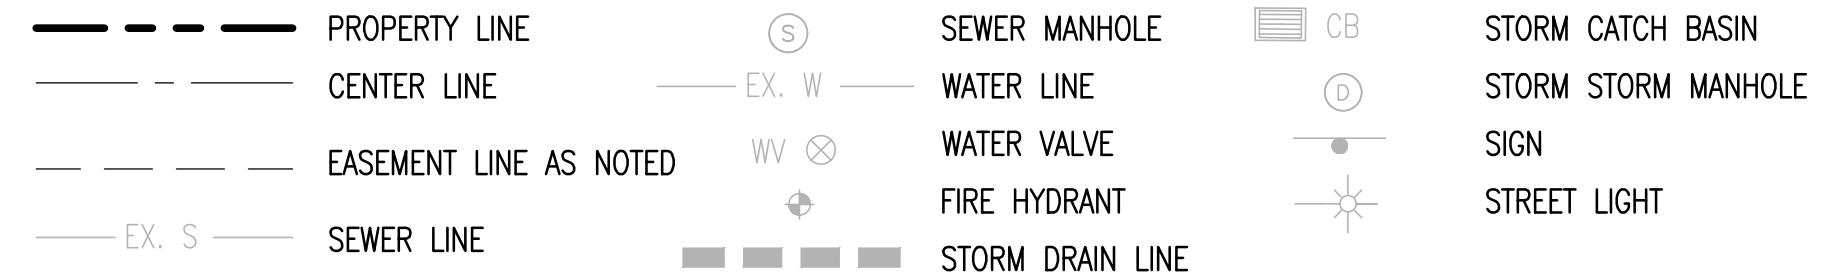 PROPERTY LINE
CENTER LINE
EASEMENT LINE AS NOTED
EX. S SEWER LINE
S SEWER MANHOLE
EX. W WATER LINE
WV WATER VALVE
FIRE HYDRANT
STORM DRAIN LINE
CB STORM CATCH BASIN
D STORM STORM MANHOLE
SIGN
STREET LIGHT